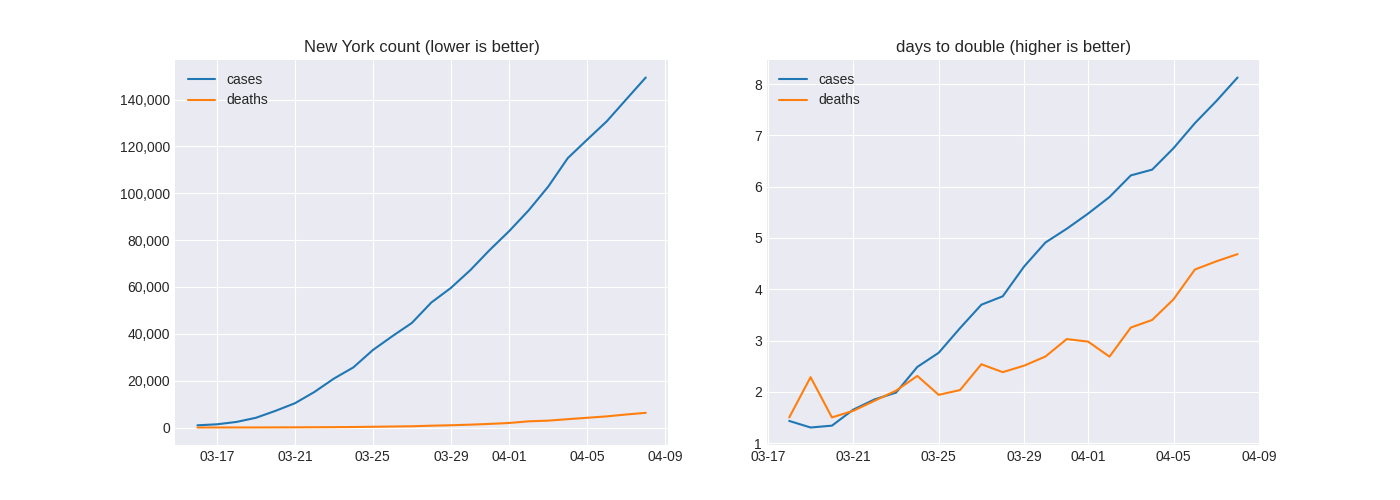 New York count (lower is better)
cases
deaths
140,000
120,000
100,000
80,000
60,000
40,000
20,000
0
03-17 03-21 03-25 03-29 04-01 04-05 04-09
days to double (higher is better)
cases
deaths
8
7
6
5
4
3
2
1
03-17 03-21 03-25 03-29 04-01 04-05 04-09